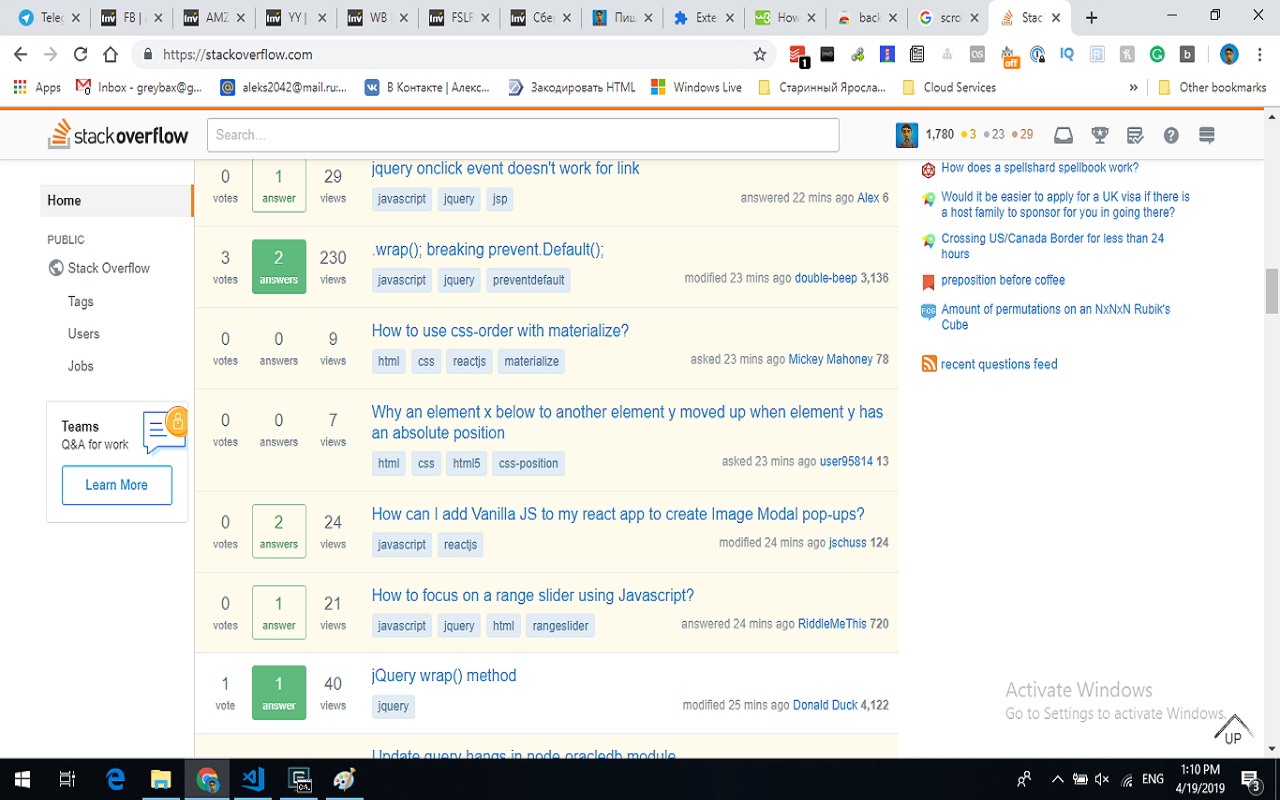 Teleg
FB | /
AMZ
YY |
WB
FSLF
Сбе
Пиш
Exte
How
back
scro
Stac
https://stackoverflow.com
1
off
IQ
Apps
Inbox - greybax@g...
aleks2042@mail.ru:...
В Контакте | Алекс...
Закодировать HTML
Windows Live
Старинный Яросла...
Cloud Services
»
Other bookmarks
stackoverflow
Search...
1,780
3
23
29
Home
PUBLIC
Stack Overflow
Tags
Users
Jobs
Teams
Q&A for work
Learn More
0 votes
1 answer
29 views
jquery onclick event doesn't work for link
javascript jquery jsp
answered 22 mins ago Alex 6
3 votes
2 answers
230 views
.wrap(); breaking prevent.Default();
javascript jquery preventdefault
modified 23 mins ago double-beep 3,136
0 votes
0 answers
9 views
How to use css-order with materialize?
html css reactjs materialize
asked 23 mins ago Mickey Mahoney 78
0 votes
0 answers
7 views
Why an element x below to another element y moved up when element y has
an absolute position
html css html5 css-position
asked 23 mins ago user95814 13
0 votes
2 answers
24 views
How can I add Vanilla JS to my react app to create Image Modal pop-ups?
javascript reactjs
modified 24 mins ago jschuss 124
0 votes
1 answer
21 views
How to focus on a range slider using Javascript?
javascript jquery html rangeslider
answered 24 mins ago RiddleMeThis 720
1 vote
1 answer
40 views
jQuery wrap() method
jquery
modified 25 mins ago Donald Duck 4,122
Update query hangs in node oracledb module
How does a spellshard spellbook work?
Would it be easier to apply for a UK visa if there is
a host family to sponsor for you in going there?
Crossing US/Canada Border for less than 24
hours
preposition before coffee
Amount of permutations on an NxNxN Rubik's
Cube
recent questions feed
Activate Windows
Go to Settings to activate Windows.
UP
ENG
1:10 PM
4/19/2019
3